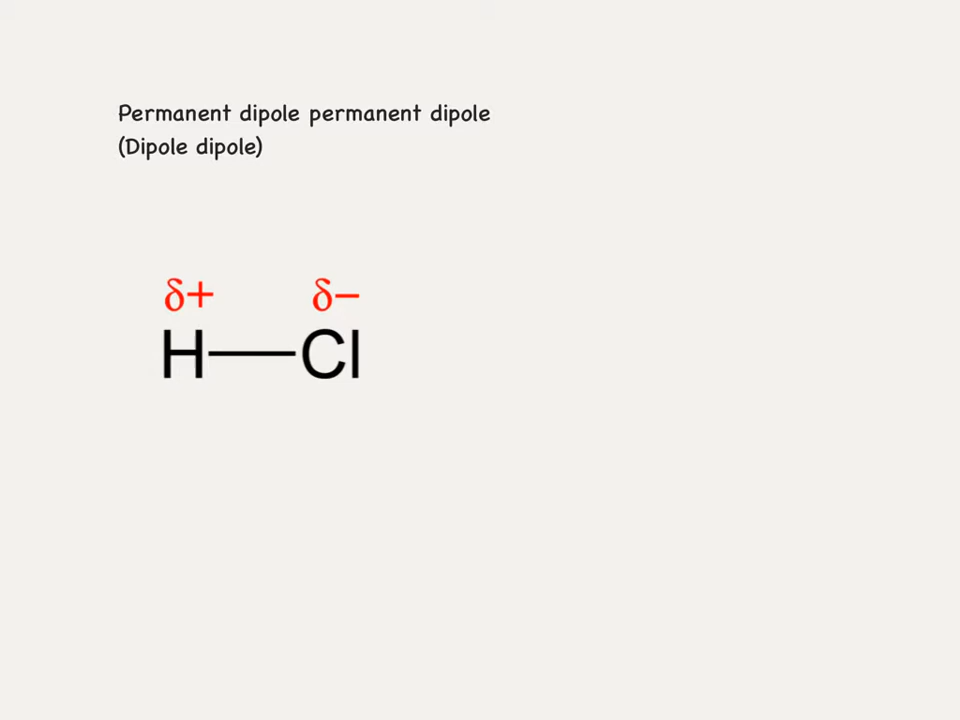 Permanent dipole permanent dipole
(Dipole dipole)
δ+ δ−
H—Cl